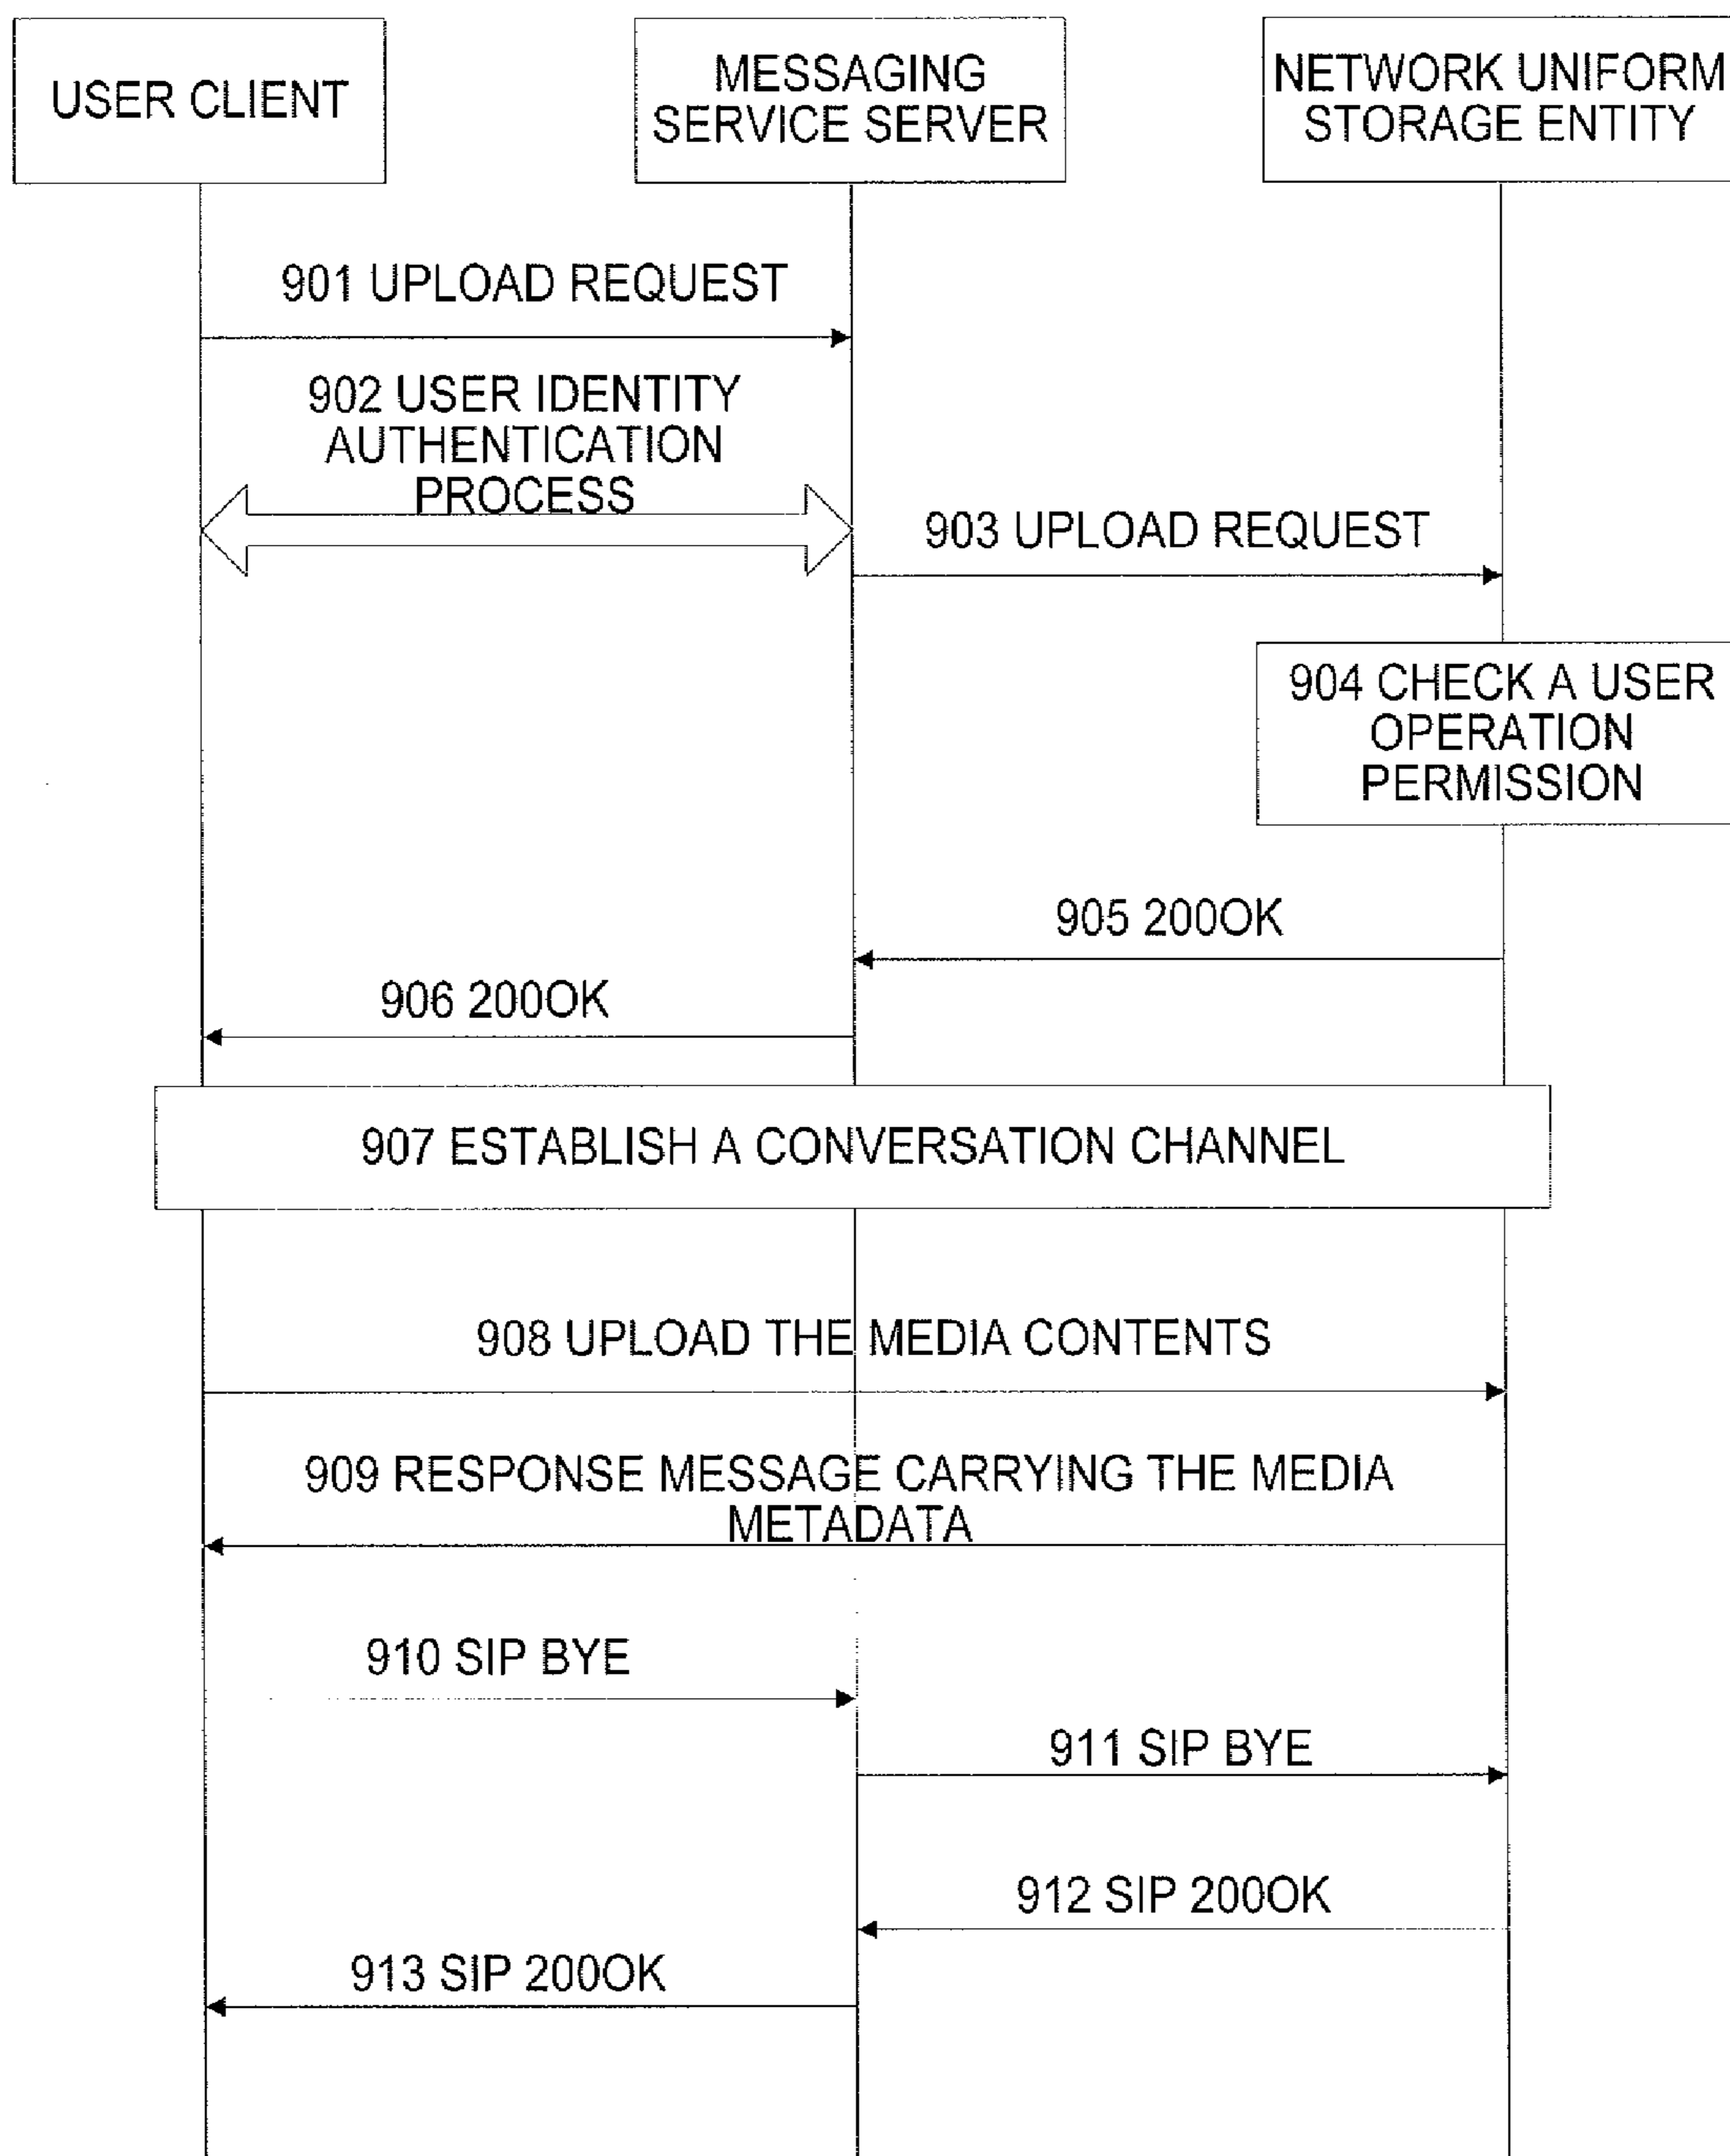 USER CLIENT
MESSAGING
SERVICE SERVER
NETWORK UNIFORM
STORAGE ENTITY
901 UPLOAD REQUEST
902 USER IDENTITY
AUTHENTICATION
PROCESS
903 UPLOAD REQUEST
904 CHECK A USER
OPERATION
PERMISSION
905 200OK
906 200OK
907 ESTABLISH A CONVERSATION CHANNEL
908 UPLOAD THE MEDIA CONTENTS
909 RESPONSE MESSAGE CARRYING THE MEDIA
METADATA
910 SIP BYE
911 SIP BYE
912 SIP 200OK
913 SIP 200OK